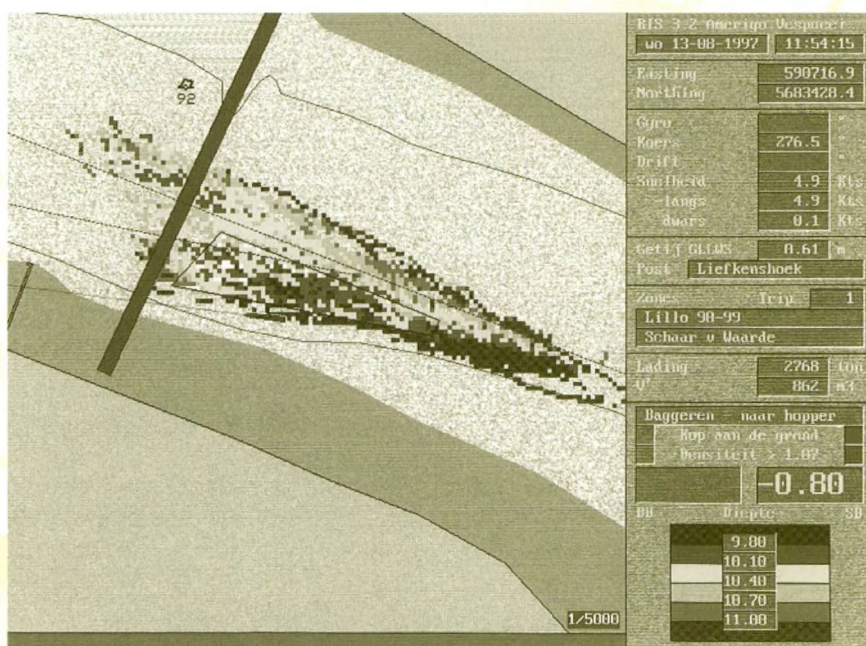 BIS 3.2 Amerigo Vespucci
wo 13-08-1997 11:54:15
Easting 590716.9
Northing 5683428.4
Gyro °
Koers 276.5 °
Drift °
Snelheid 4.9 Kts
-langs 4.9 Kts
dwars 0.1 Kts
Getij GLLWS 0.61 m
Post Liefkenshoek
Zones Trip 1
Lillo 98-99
Schaar v Waarde
Lading 2768 ton
V' 862 m3
Baggeren - naar hopper
Kop aan de grond
Densiteit > 1.07
-0.80
BB Diepte SB
9.80
10.10
10.40
10.70
11.00
92
1/5000